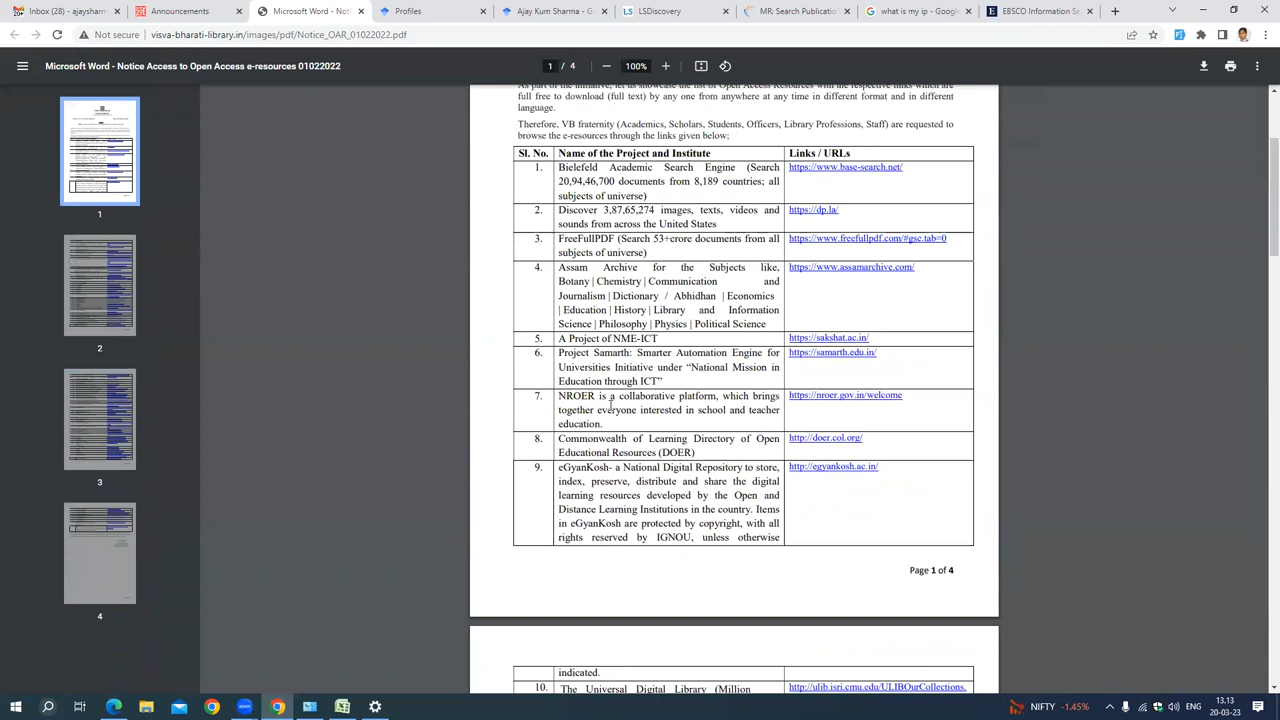 Inbox (28) - ajaysharm
Announcements
Microsoft Word - Noti
Profiles
Ajay Kum Sharma - G
LSDiscovery
MR: Search Publication
what is my ip - Google
EBSCO Information Se
Not secure | visva-bharati-library.in/images/pdf/Notice_OAR_01022022.pdf
Microsoft Word - Notice Access to Open Access e-resources 01022022
1 / 4
100%
As part of the initiative, let us showcase the list of Open Access Resources with the respective links which are
full free to download (full text) by any one from anywhere at any time in different format and in different
language.
Therefore, VB fraternity (Academics, Scholars, Students, Officers, Library Professions, Staff) are requested to
browse the e-resources through the links given below;
Sl. No. Name of the Project and Institute Links / URLs
1. Bielefeld Academic Search Engine (Search https://www.base-search.net/
20,94,46,700 documents from 8,189 countries; all
subjects of universe)
2. Discover 3,87,65,274 images, texts, videos and https://dp.la/
sounds from across the United States
3. FreeFullPDF (Search 53+crore documents from all https://www.freefullpdf.com/#gsc.tab=0
subjects of universe)
4. Assam Archive for the Subjects like, https://www.assamarchive.com/
Botany | Chemistry | Communication and
Journalism | Dictionary / Abhidhan | Economics
| Education | History | Library and Information
Science | Philosophy | Physics | Political Science
5. A Project of NME-ICT https://sakshat.ac.in/
6. Project Samarth: Smarter Automation Engine for https://samarth.edu.in/
Universities Initiative under “National Mission in
Education through ICT”
7. NROER is a collaborative platform, which brings https://nroer.gov.in/welcome
together everyone interested in school and teacher
education.
8. Commonwealth of Learning Directory of Open http://doer.col.org/
Educational Resources (DOER)
9. eGyanKosh- a National Digital Repository to store, http://egyankosh.ac.in/
index, preserve, distribute and share the digital
learning resources developed by the Open and
Distance Learning Institutions in the country. Items
in eGyanKosh are protected by copyright, with all
rights reserved by IGNOU, unless otherwise
Page 1 of 4
indicated.
10. The Universal Digital Library (Million http://ulib.isri.cmu.edu/ULIBOurCollections.
1
2
3
4
NIFTY -1.45%
ENG
13.13
20-03-23